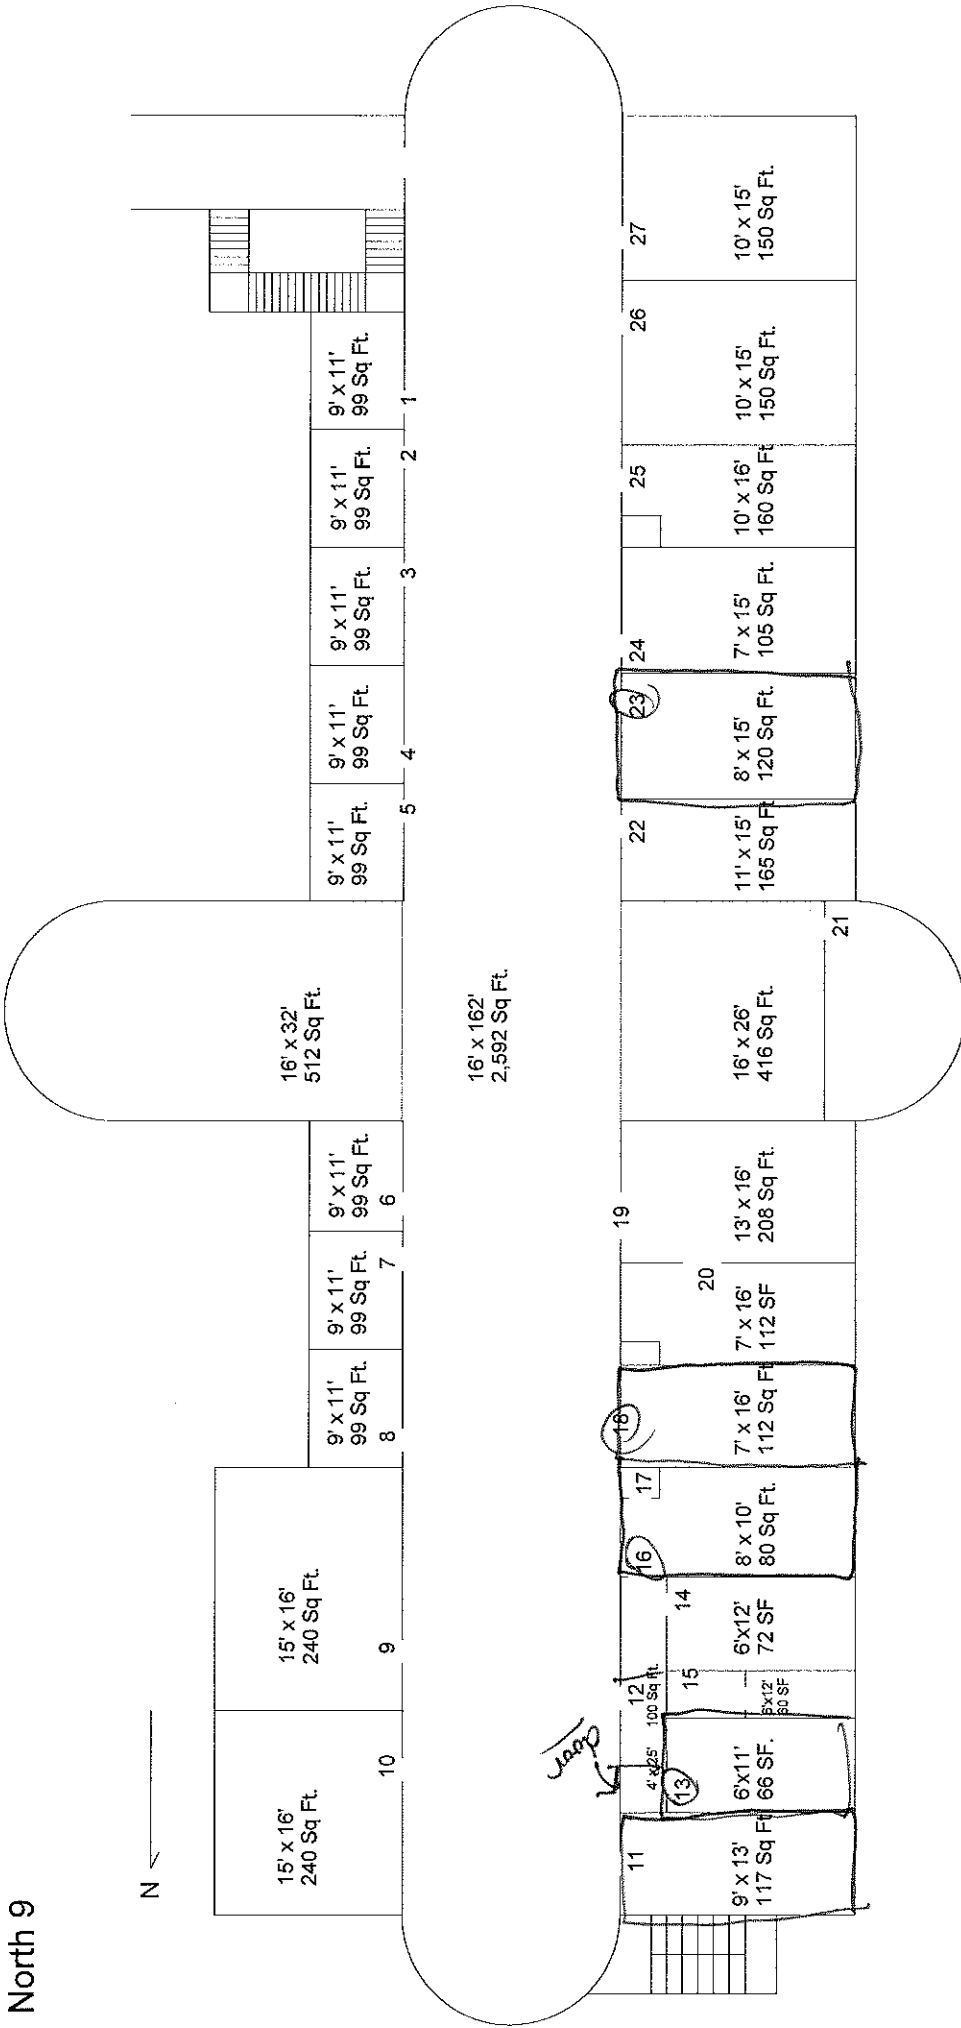 North 9
N
15' x 16'
240 Sq Ft.
10
15' x 16'
240 Sq Ft.
9
9' x 11'
99 Sq Ft.
8
9' x 11'
99 Sq Ft.
7
9' x 11'
99 Sq Ft.
6
16' x 32'
512 Sq Ft.
9' x 11'
99 Sq Ft.
5
9' x 11'
99 Sq Ft.
4
9' x 11'
99 Sq Ft.
3
9' x 11'
99 Sq Ft.
2
9' x 11'
99 Sq Ft.
1
16' x 162'
2,592 Sq Ft.
door
11
9' x 13'
117 Sq Ft
4' x 25'
100 Sq Ft.
12
13
6'x11'
66 SF.
15
6'x12'
60 SF
14
6'x12'
72 SF
16
17
8' x 10'
80 Sq Ft.
18
7' x 16'
112 Sq Ft
20
7' x 16'
112 SF
19
13' x 16'
208 Sq Ft.
16' x 26'
416 Sq Ft.
21
22
11' x 15'
165 Sq Ft
23
8' x 15'
120 Sq Ft.
24
7' x 15'
105 Sq Ft.
25
10' x 16'
160 Sq Ft
26
10' x 15'
150 Sq Ft.
27
10' x 15'
150 Sq Ft.